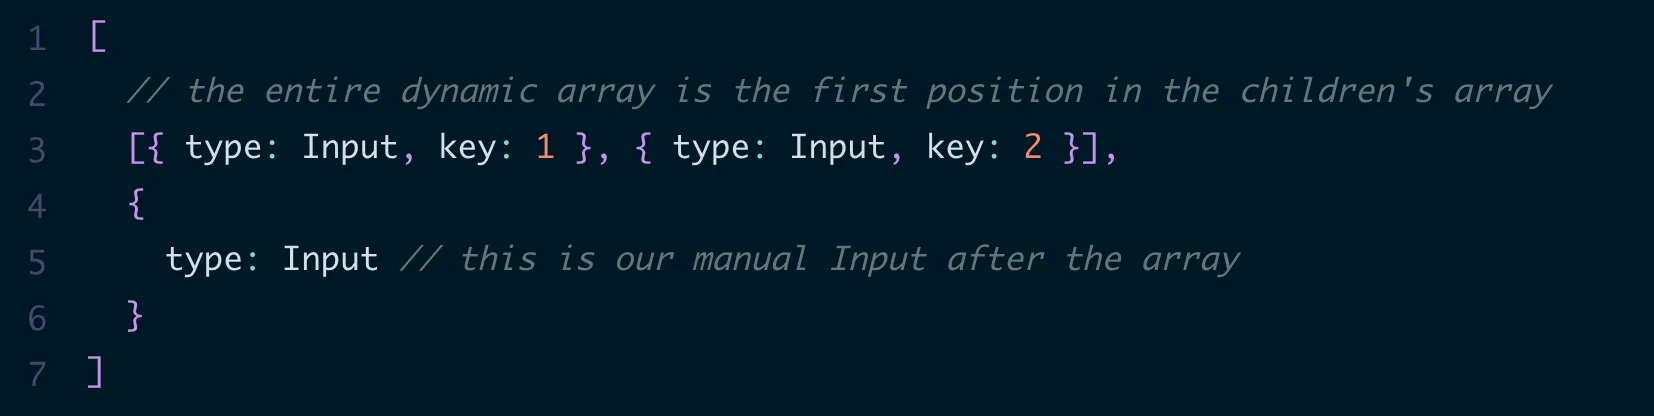 1 [
2 // the entire dynamic array is the first position in the children's array
3 [{ type: Input, key: 1 }, { type: Input, key: 2 }],
4 {
5 type: Input // this is our manual Input after the array
6 }
7 ]